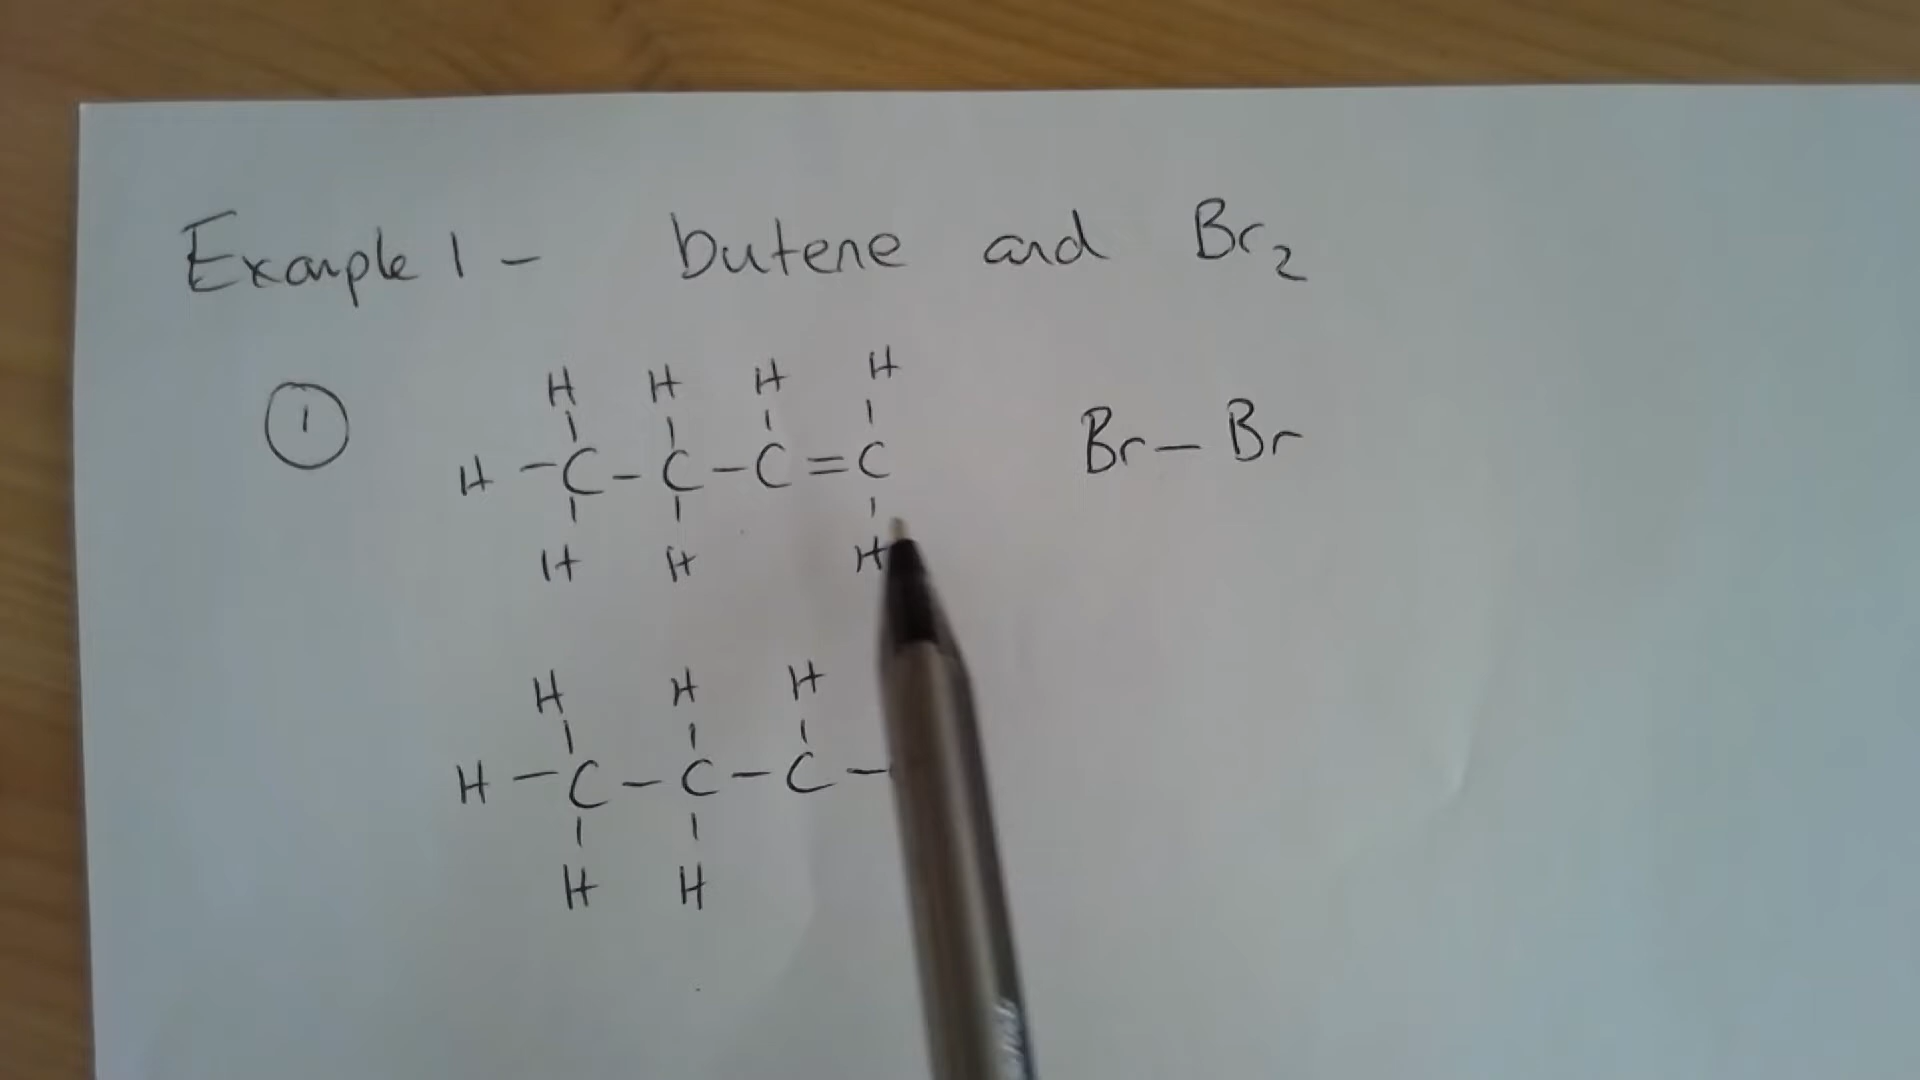 Example 1 - butene and Br2
1
H H H H
H - C - C - C = C Br - Br
H H H
H H H
H - C - C - C -
H H